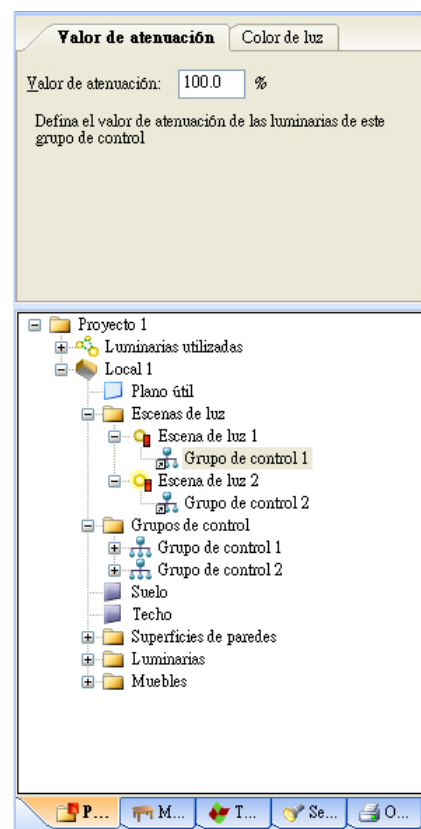 Valor de atenuación Color de luz
Valor de atenuación: 100.0 %
Defina el valor de atenuación de las luminarias de este
grupo de control
Proyecto 1
Luminarias utilizadas
Local 1
Plano útil
Escenas de luz
Escena de luz 1
Grupo de control 1
Escena de luz 2
Grupo de control 2
Grupos de control
Grupo de control 1
Grupo de control 2
Suelo
Techo
Superficies de paredes
Luminarias
Muebles
P... M... T... Se... O...